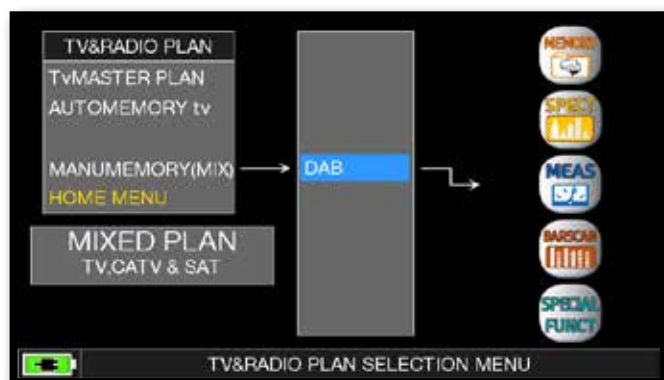 TV&RADIO PLAN
TvMASTER PLAN
AUTOMEMORY tv
MANUMEMORY(MIX)
HOME MENU
DAB
MIXED PLAN
TV,CATV & SAT
MEMORY
SPECT
MEAS
BARSCAN
SPECIAL
FUNCT
TV&RADIO PLAN SELECTION MENU